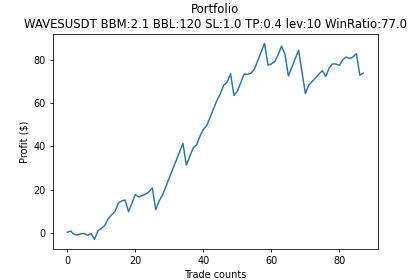 Portfolio
WAVESUSDT BBM:2.1 BBL:120 SL:1.0 TP:0.4 lev:10 WinRatio:77.0
Profit ($)
80
60
40
20
0
0 20 40 60 80
Trade counts